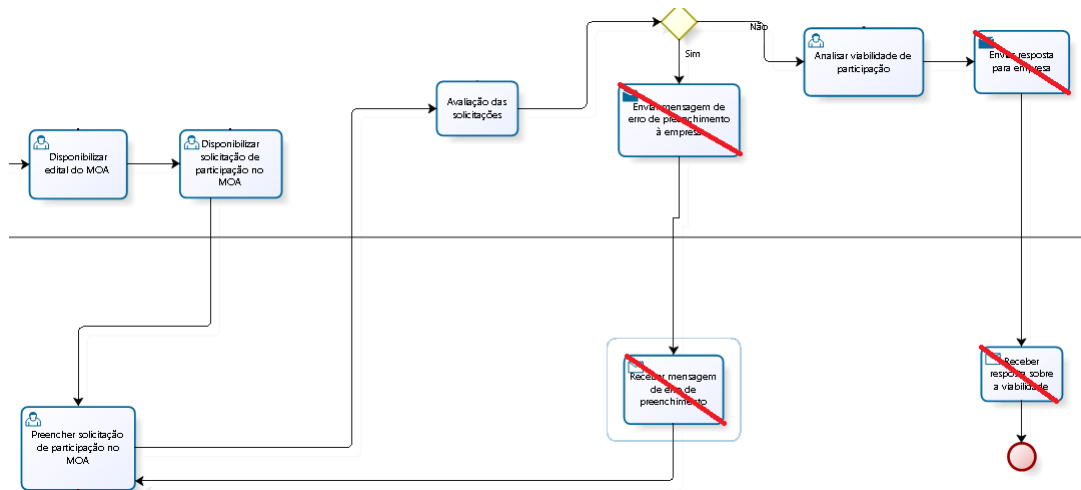 Não
Sim
Analisar viabilidade de
participação
Enviar resposta
para empresa
Avaliação das
solicitações
Enviar mensagem de
erro de preenchimento
à empresa
Disponibilizar
edital do MOA
Disponibilizar
solicitação de
participação no
MOA
Receber mensagem
de erro de
preenchimento
Receber
resposta sobre
a viabilidade
Preencher solicitação
de participação no
MOA